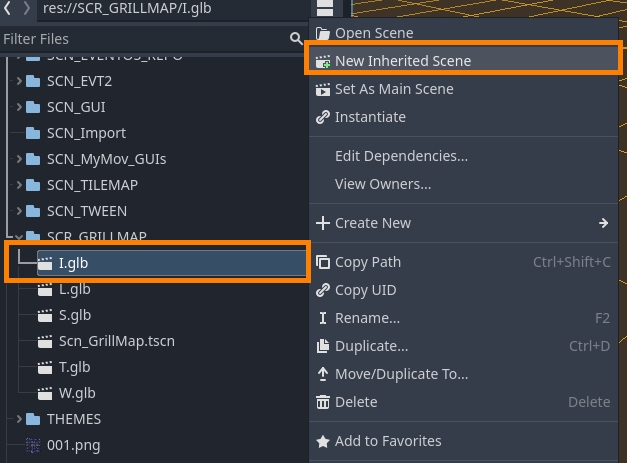 res://SCR_GRILLMAP/I.glb
Filter Files
SCN_EVENTOS_REPO
SCN_EVT2
SCN_GUI
SCN_Import
SCN_MyMov_GUIs
SCN_TILEMAP
SCN_TWEEN
SCR_GRILLMAP
I.glb
L.glb
S.glb
Scn_GrillMap.tscn
T.glb
W.glb
THEMES
001.png
Open Scene
New Inherited Scene
Set As Main Scene
Instantiate
Edit Dependencies...
View Owners...
Create New
Copy Path Ctrl+Shift+C
Copy UID
Rename... F2
Duplicate... Ctrl+D
Move/Duplicate To...
Delete Delete
Add to Favorites